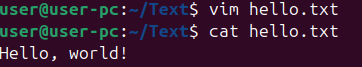 user@user-pc:~/Text$ vim hello.txt
user@user-pc:~/Text$ cat hello.txt
Hello, world!